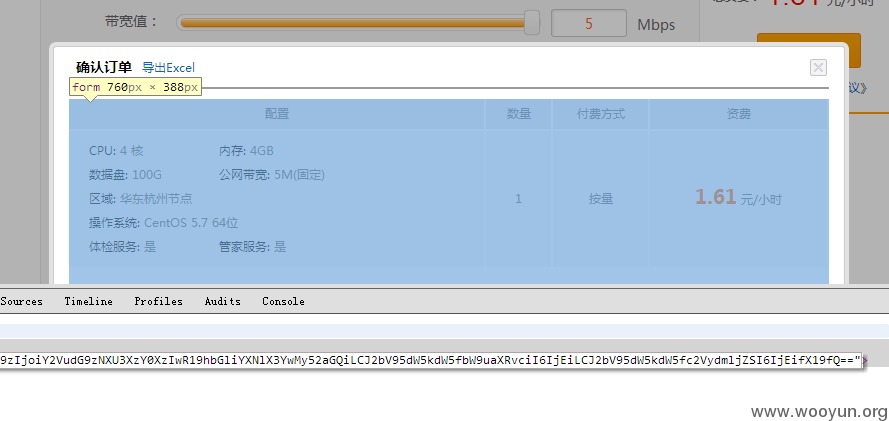 带宽值：
5
Mbps
元/小时
确认订单 导出Excel
议》
form 760px × 388px
配置 数量 付费方式 资费
CPU: 4 核 内存: 4GB
数据盘: 100G 公网带宽: 5M(固定)
区域: 华东杭州节点
1 按量 1.61 元/小时
操作系统: CentOS 5.7 64位
体检服务: 是 管家服务: 是
Sources Timeline Profiles Audits Console
9zIjoiY2VudG9zNXU3XzY0XzIwR19hbGliYXNlX3YwMy52aGQiLCJ2bV95dW5kdW5fbW9uaXRvciI6IjEiLCJ2bV95dW5kdW5fc2VydmljZSI6IjEifX19fQ=="
www.wooyun.org